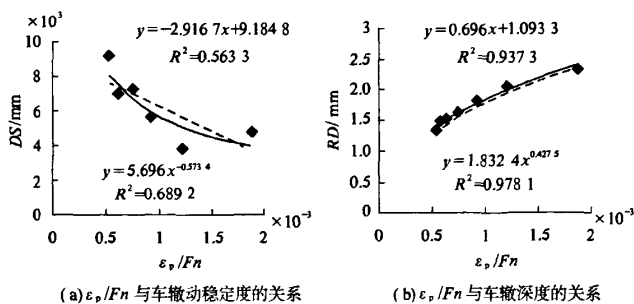 ×10³
10
8
6
4
2
0
DS/mm
y=-2.916 7x+9.184 8
R²=0.563 3
y=5.696x⁻⁰·⁵⁷³ ⁴
R²=0.689 2
0 0.5 1 1.5 2
×10⁻³
εp/Fn
(a) εp/Fn 与车辙动稳定度的关系
3.0
2.5
2.0
1.5
1.0
0.5
0
RD/mm
y=0.696x+1.093 3
R²=0.937 3
y=1.832 4x⁰·⁴²⁷ ⁵
R²=0.978 1
0 0.5 1 1.5 2
×10⁻³
εp/Fn
(b) εp/Fn 与车辙深度的关系